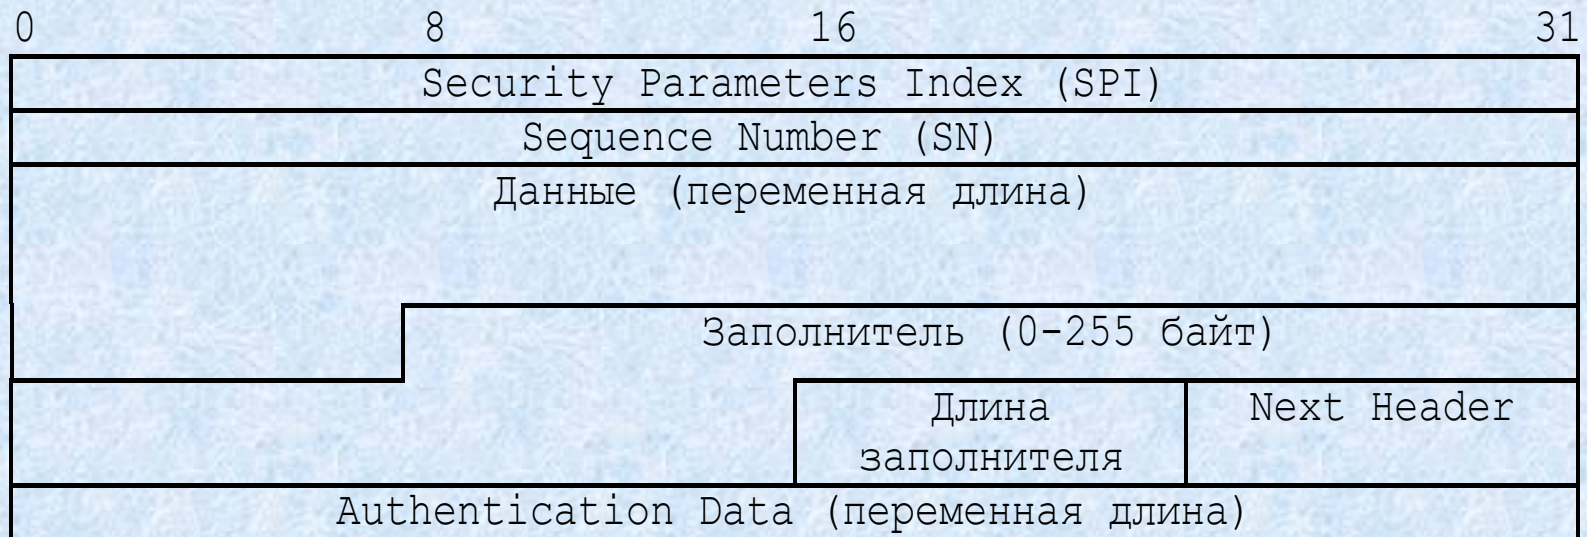 0 8 16 31
Security Parameters Index (SPI)
Sequence Number (SN)
Данные (переменная длина)
Заполнитель (0-255 байт)
Длина Next Header
заполнителя
Authentication Data (переменная длина)